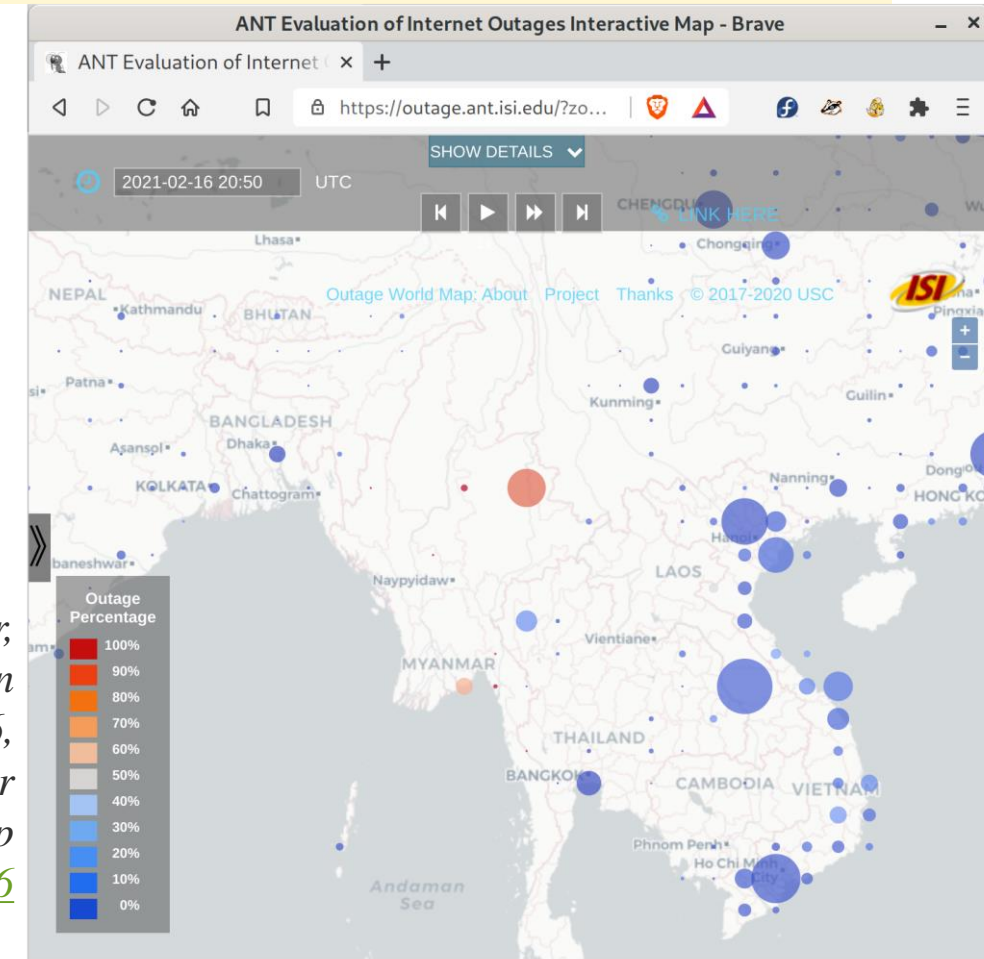 ANT Evaluation of Internet Outages Interactive Map - Brave
ANT Evaluation of Internet
https://outage.ant.isi.edu/?zo...
SHOW DETAILS
2021-02-16 20:50 UTC
CHENGDU
LINK HERE
Lhasa
Chongqing
NEPAL
Outage World Map: About Project Thanks © 2017-2020 USC
ISI
Kathmandu
BHUTAN
Pingxia
+
Guiyang
−
Patna
Kunming
Guilin
BANGLADESH
Asansol
Dhaka
Nanning
KOLKATA
Chattogram
HONG KO
Hanoi
baneshwar
LAOS
Naypyidaw
Outage
Percentage
100%
90%
80%
70%
60%
50%
40%
30%
20%
10%
0%
Vientiane
MYANMAR
THAILAND
BANGKOK
CAMBODIA
VIETNAM
Phnom Penh
Ho Chi Minh
City
Andaman
Sea